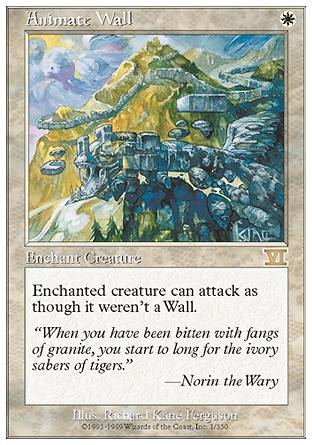 Animate Wall
Enchant Creature
VI
Enchanted creature can attack as
though it weren't a Wall.
“When you have been bitten with fangs
of granite, you start to long for the ivory
sabers of tigers.”
—Norin the Wary
Illus. Richard Kane Ferguson
©1993-1999 Wizards of the Coast, Inc. 1/350